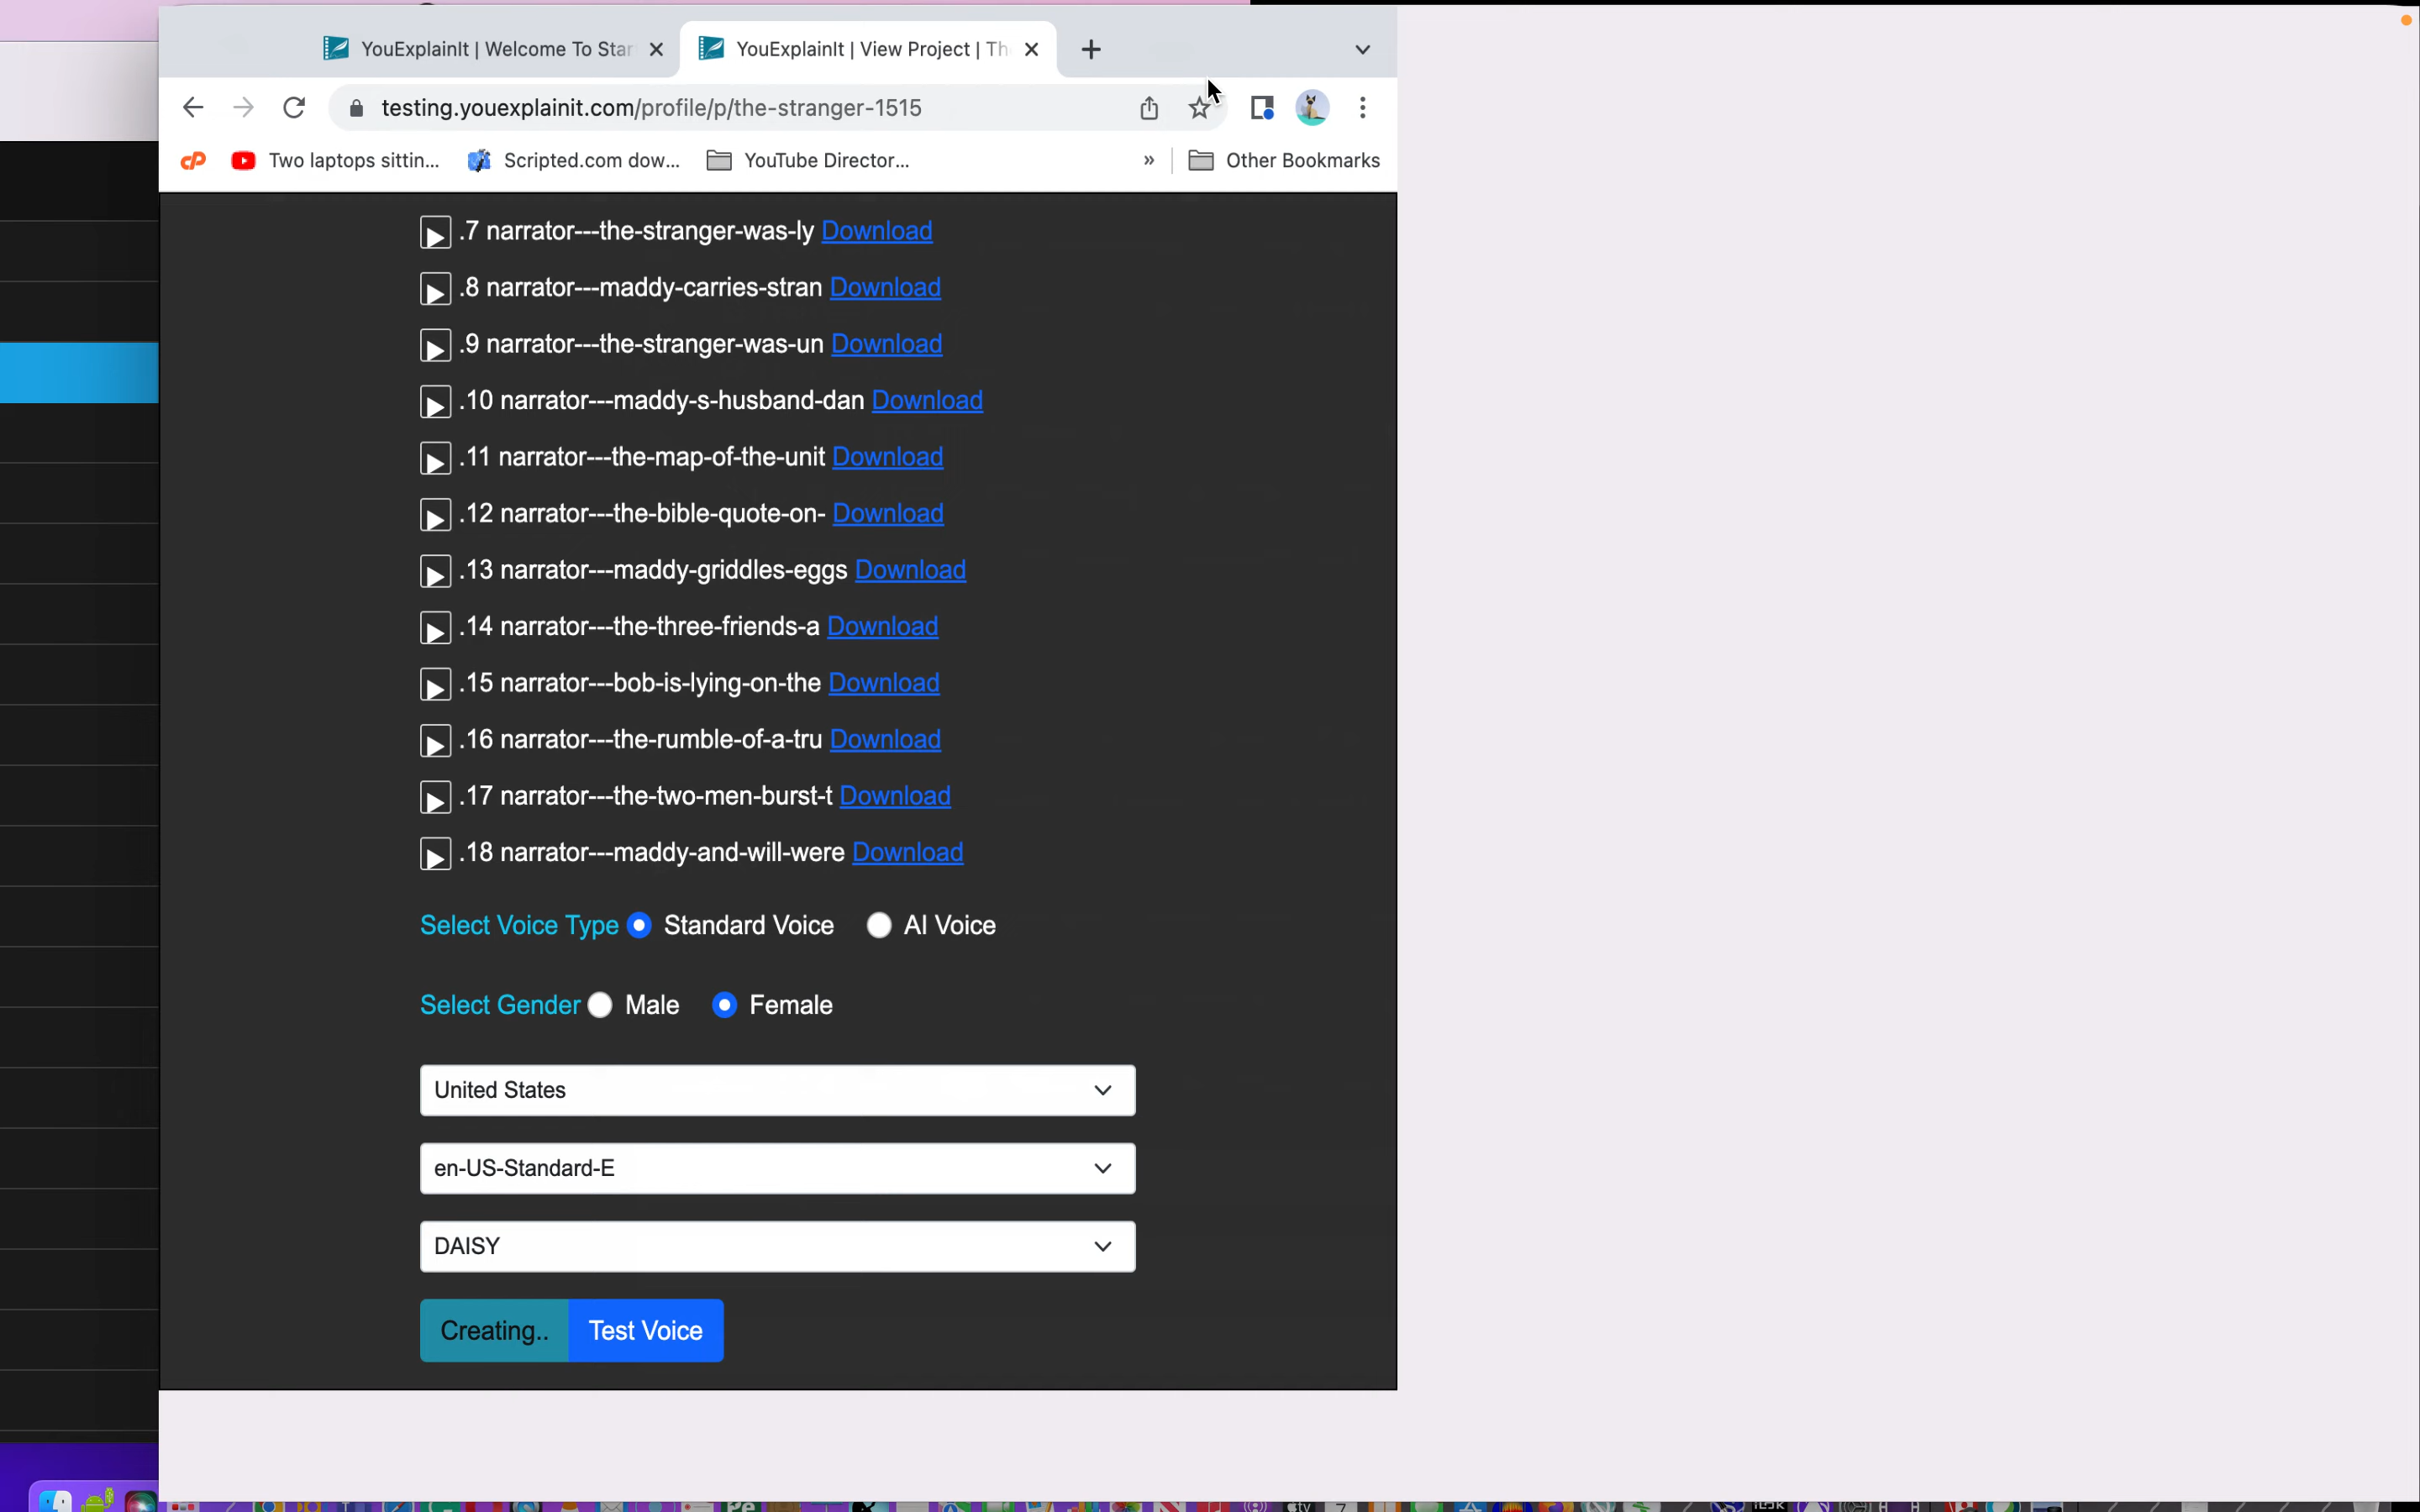 YouExplainIt | Welcome To Star
YouExplainIt | View Project | Th
testing.youexplainit.com/profile/p/the-stranger-1515
Two laptops sittin...
Scripted.com dow...
YouTube Director...
»
Other Bookmarks
.7 narrator---the-stranger-was-ly Download
.8 narrator---maddy-carries-stran Download
.9 narrator---the-stranger-was-un Download
.10 narrator---maddy-s-husband-dan Download
.11 narrator---the-map-of-the-unit Download
.12 narrator---the-bible-quote-on- Download
.13 narrator---maddy-griddles-eggs Download
.14 narrator---the-three-friends-a Download
.15 narrator---bob-is-lying-on-the Download
.16 narrator---the-rumble-of-a-tru Download
.17 narrator---the-two-men-burst-t Download
.18 narrator---maddy-and-will-were Download
Select Voice Type Standard Voice AI Voice
Select Gender Male Female
United States
en-US-Standard-E
DAISY
Creating.. Test Voice